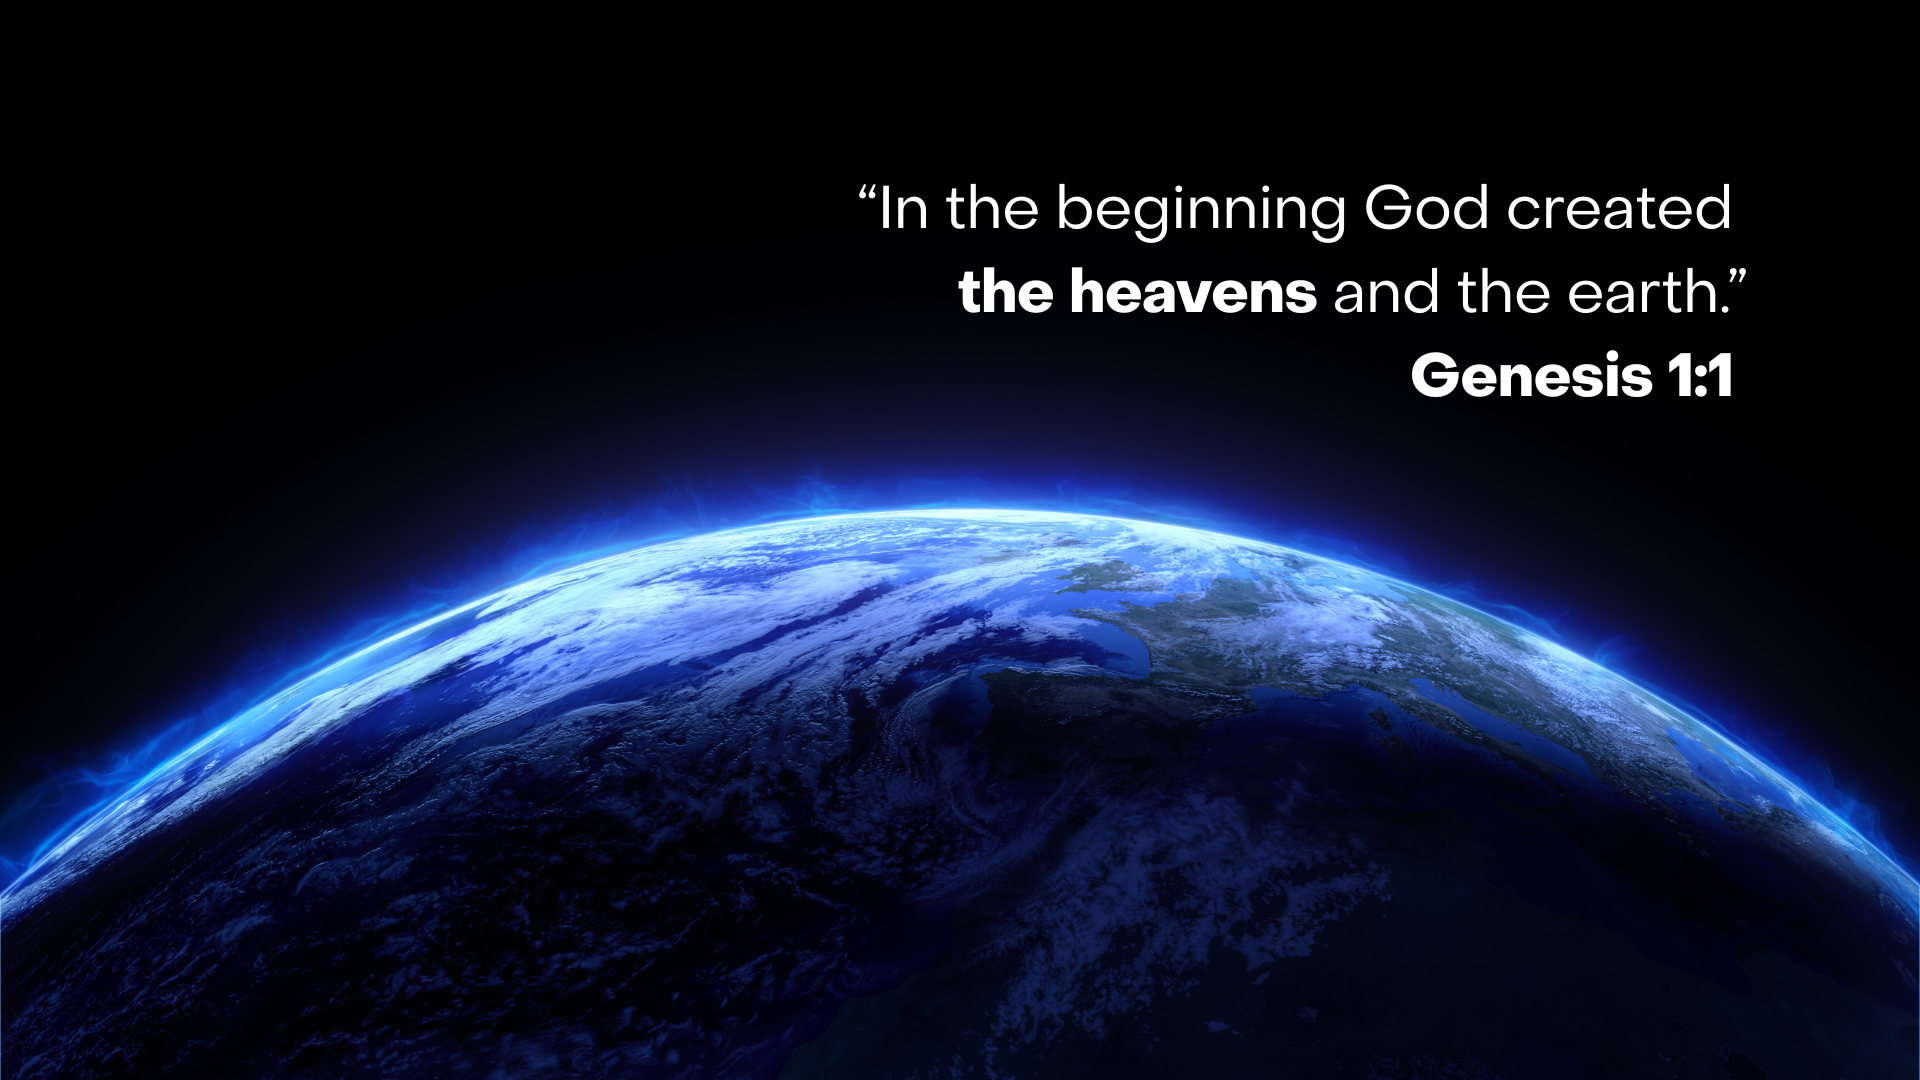 “In the beginning God created
the heavens and the earth.”
Genesis 1:1